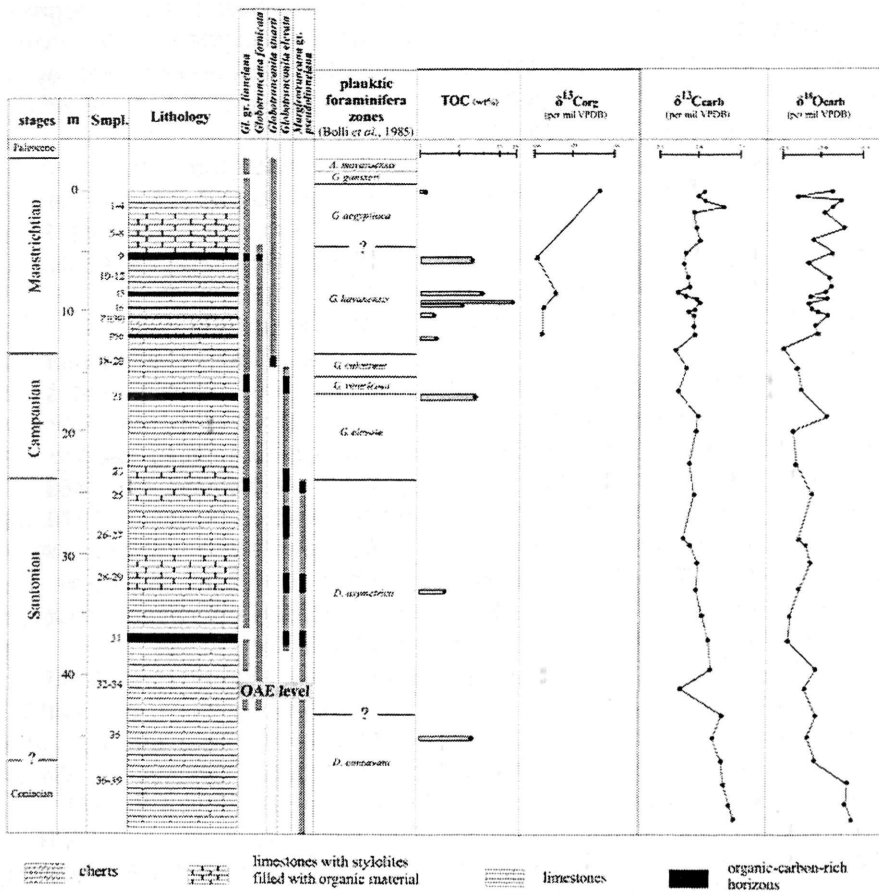 Gl. gr. linneiana
Globotruncana fornicata
Globotruncanita stuarti
Globotruncanita elevata
Marginotruncana gr.
pseudolinneiana
stages
m
Smpl.
Lithology
planktic
foraminifera
zones
(Bolli et al., 1985)
TOC (wt%)
δ¹³Corg
(per mil VPDB)
δ¹³Ccarb
(per mil VPDB)
(per mil VPDB)
Paleocene
Maastrichtian
Campanian
Santonian
?
Coniacian
0
10
20
30
40
m
1-4
5-8
9
10-12
18-20
21
25
26-27
28-29
31
32-34
35
36-39
OAE level
G. gansseri
G. aegyptiaca
?
G. havanensis
G. calcarata
G. ventricosa
G. elevata
D. asymetrica
?
D. concavata
cherts
limestones with stylolites
filled with organic material
limestones
organic-carbon-rich
horizons